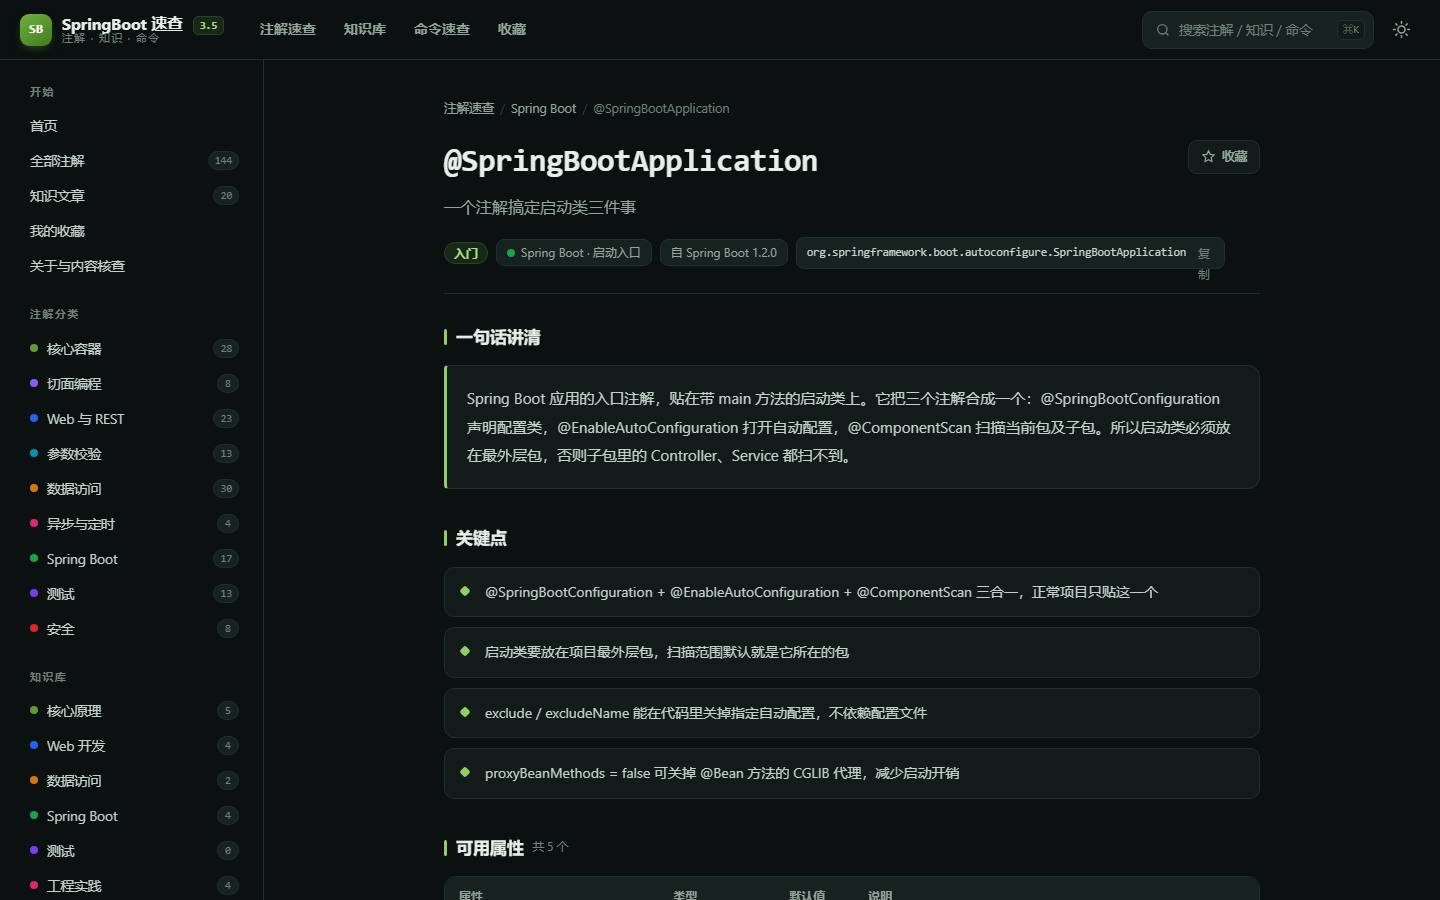 SB
SpringBoot 速查
3.5
注解 · 知识 · 命令
注解速查
知识库
命令速查
收藏
搜索注解 / 知识 / 命令
⌘K
开始
首页
全部注解 144
知识文章 20
我的收藏
关于与内容核查
注解分类
核心容器 28
切面编程 8
Web 与 REST 23
参数校验 13
数据访问 30
异步与定时 4
Spring Boot 17
测试 13
安全 8
知识库
核心原理 5
Web 开发 4
数据访问 2
Spring Boot 4
测试 0
工程实践 4
注解速查 / Spring Boot / @SpringBootApplication
@SpringBootApplication
收藏
一个注解搞定启动类三件事
入门
Spring Boot · 启动入口
自 Spring Boot 1.2.0
org.springframework.boot.autoconfigure.SpringBootApplication
复
制
一句话讲清
Spring Boot 应用的入口注解，贴在带 main 方法的启动类上。它把三个注解合成一个：@SpringBootConfiguration
声明配置类，@EnableAutoConfiguration 打开自动配置，@ComponentScan 扫描当前包及子包。所以启动类必须放
在最外层包，否则子包里的 Controller、Service 都扫不到。
关键点
@SpringBootConfiguration + @EnableAutoConfiguration + @ComponentScan 三合一，正常项目只贴这一个
启动类要放在项目最外层包，扫描范围默认就是它所在的包
exclude / excludeName 能在代码里关掉指定自动配置，不依赖配置文件
proxyBeanMethods = false 可关掉 @Bean 方法的 CGLIB 代理，减少启动开销
可用属性 共 5 个
属性 类型 默认值 说明